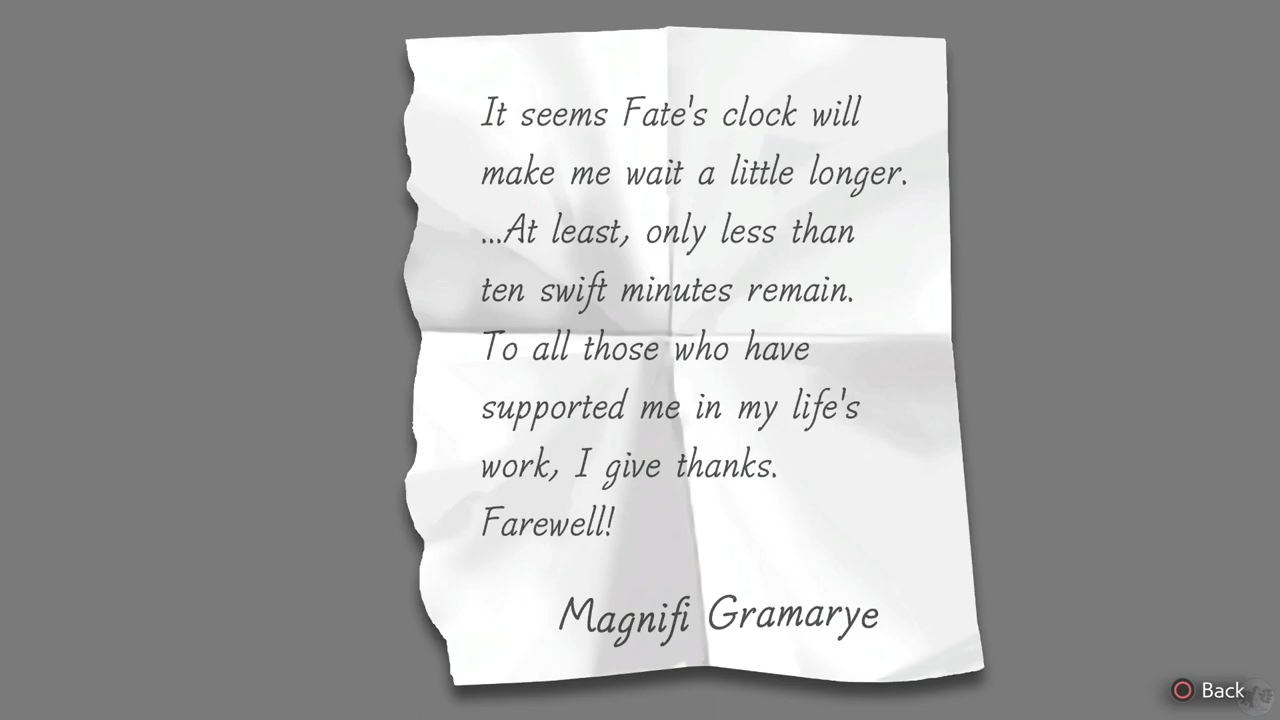 It seems Fate's clock will
make me wait a little longer.
...At least, only less than
ten swift minutes remain.
To all those who have
supported me in my life's
work, I give thanks.
Farewell!
Magnifi Gramarye
Back